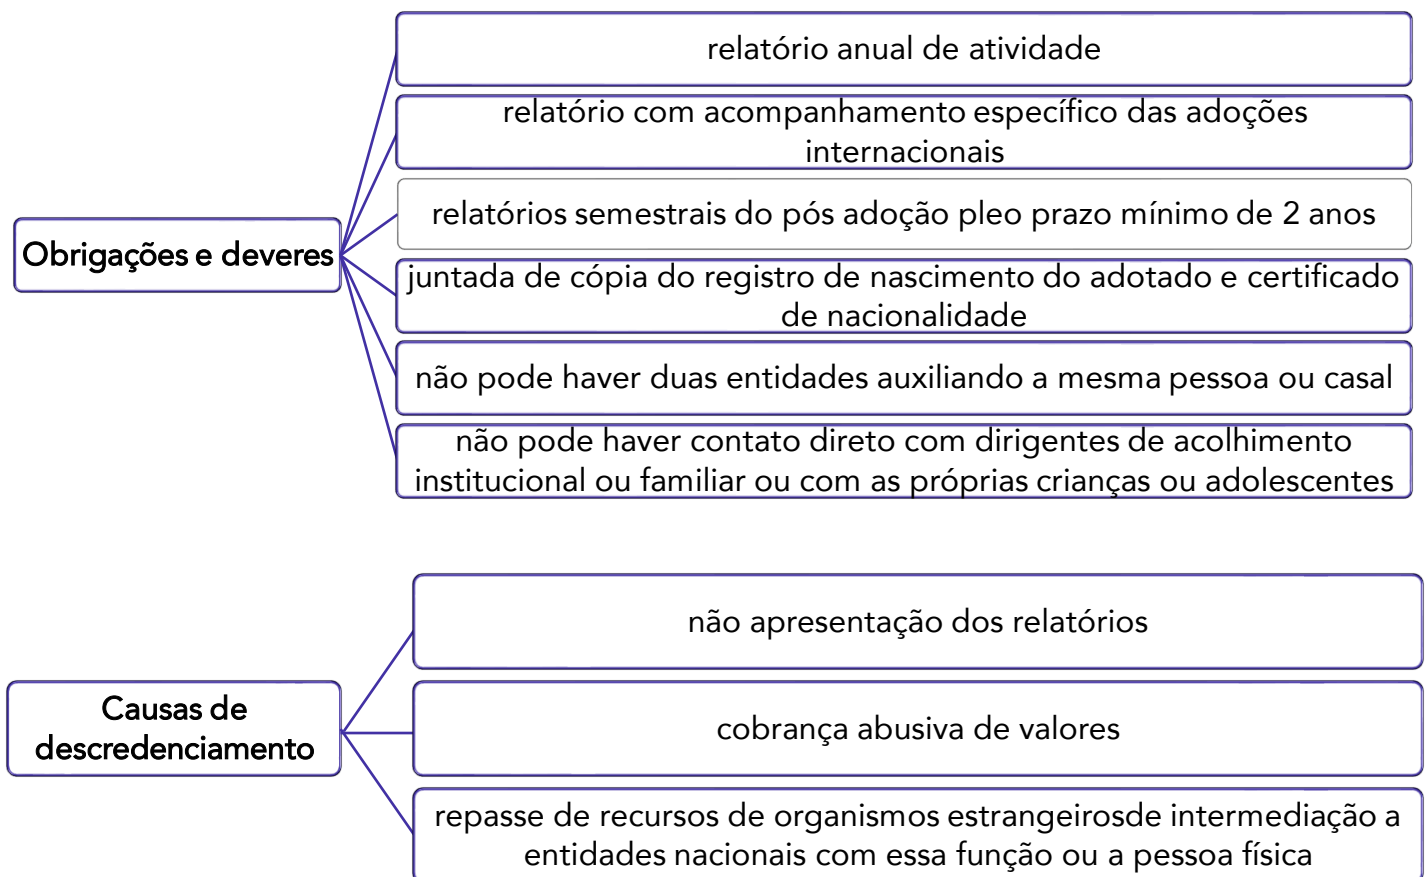 relatório anual de atividade
relatório com acompanhamento específico das adoções
internacionais
relatórios semestrais do pós adoção pleo prazo mínimo de 2 anos
Obrigações e deveres
juntada de cópia do registro de nascimento do adotado e certificado
de nacionalidade
não pode haver duas entidades auxiliando a mesma pessoa ou casal
não pode haver contato direto com dirigentes de acolhimento
institucional ou familiar ou com as próprias crianças ou adolescentes
não apresentação dos relatórios
Causas de
descredenciamento
cobrança abusiva de valores
repasse de recursos de organismos estrangeirosde intermediação a
entidades nacionais com essa função ou a pessoa física